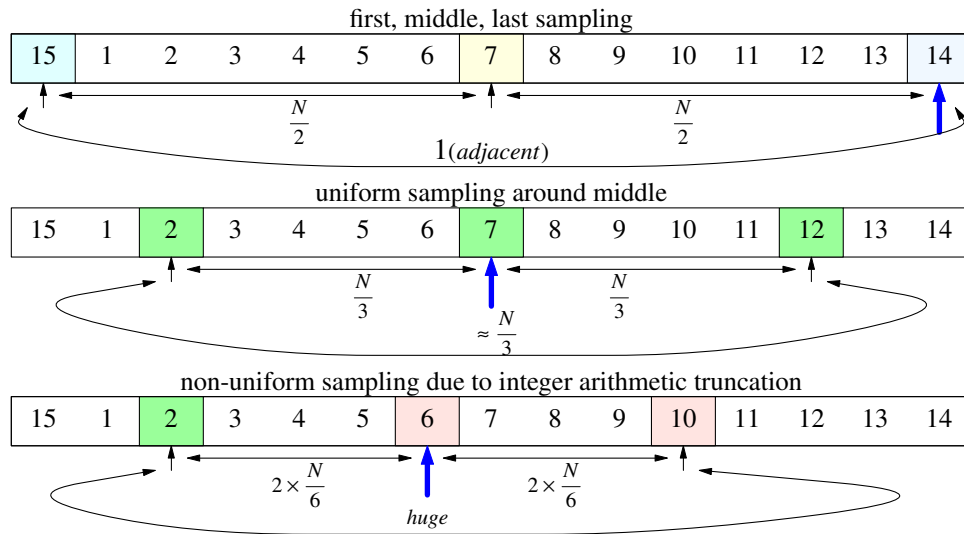 first, middle, last sampling
15 1 2 3 4 5 6 7 8 9 10 11 12 13 14
N/2 N/2
1(adjacent)
uniform sampling around middle
15 1 2 3 4 5 6 7 8 9 10 11 12 13 14
N/3 N/3
≈ N/3
non-uniform sampling due to integer arithmetic truncation
15 1 2 3 4 5 6 7 8 9 10 11 12 13 14
2 × N/6 2 × N/6
huge